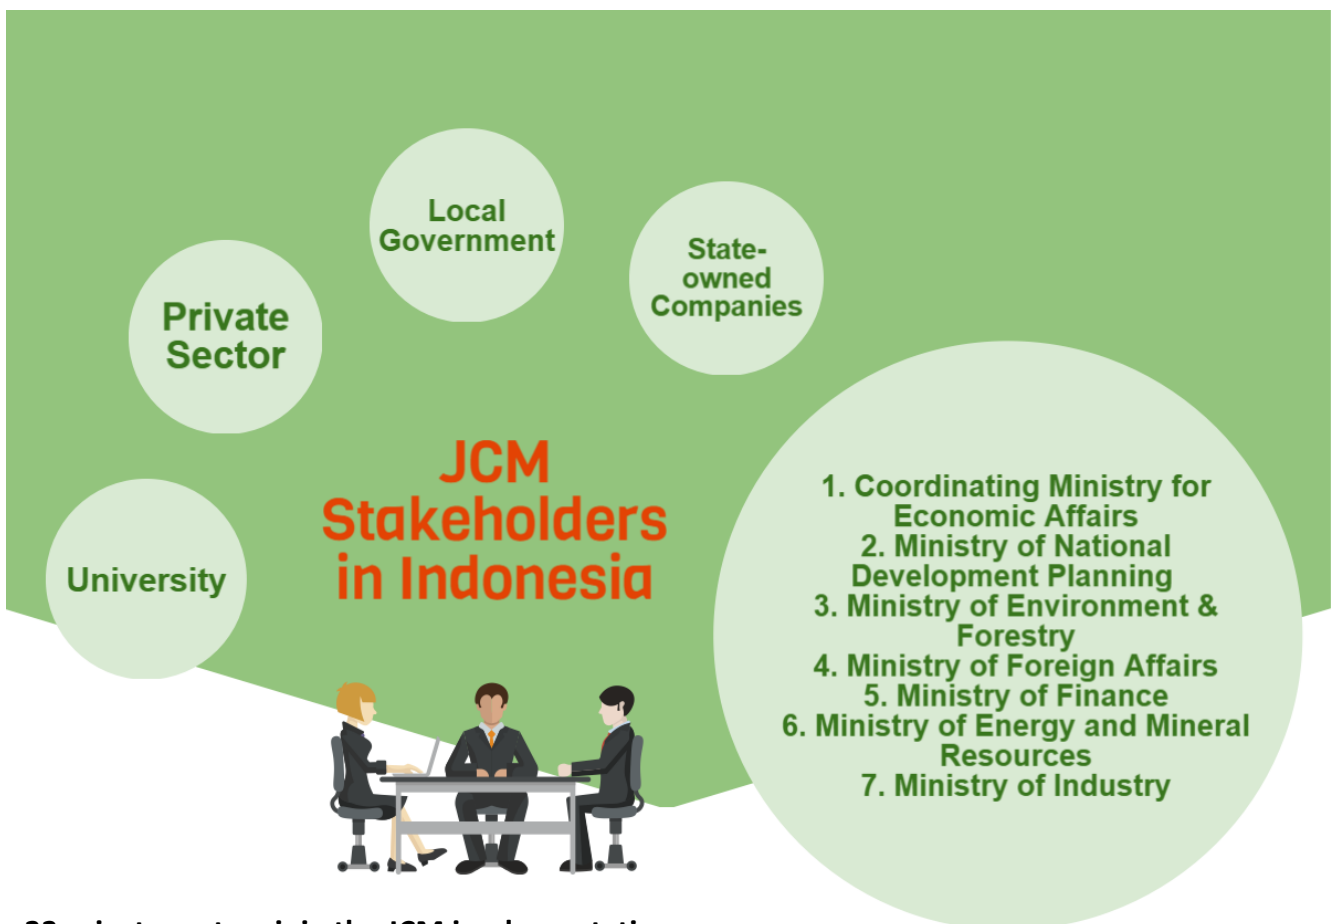 Local
Government
State-
owned
Companies
Private
Sector
University
JCM
Stakeholders
in Indonesia
1. Coordinating Ministry for
Economic Affairs
2. Ministry of National
Development Planning
3. Ministry of Environment &
Forestry
4. Ministry of Foreign Affairs
5. Ministry of Finance
6. Ministry of Energy and Mineral
Resources
7. Ministry of Industry